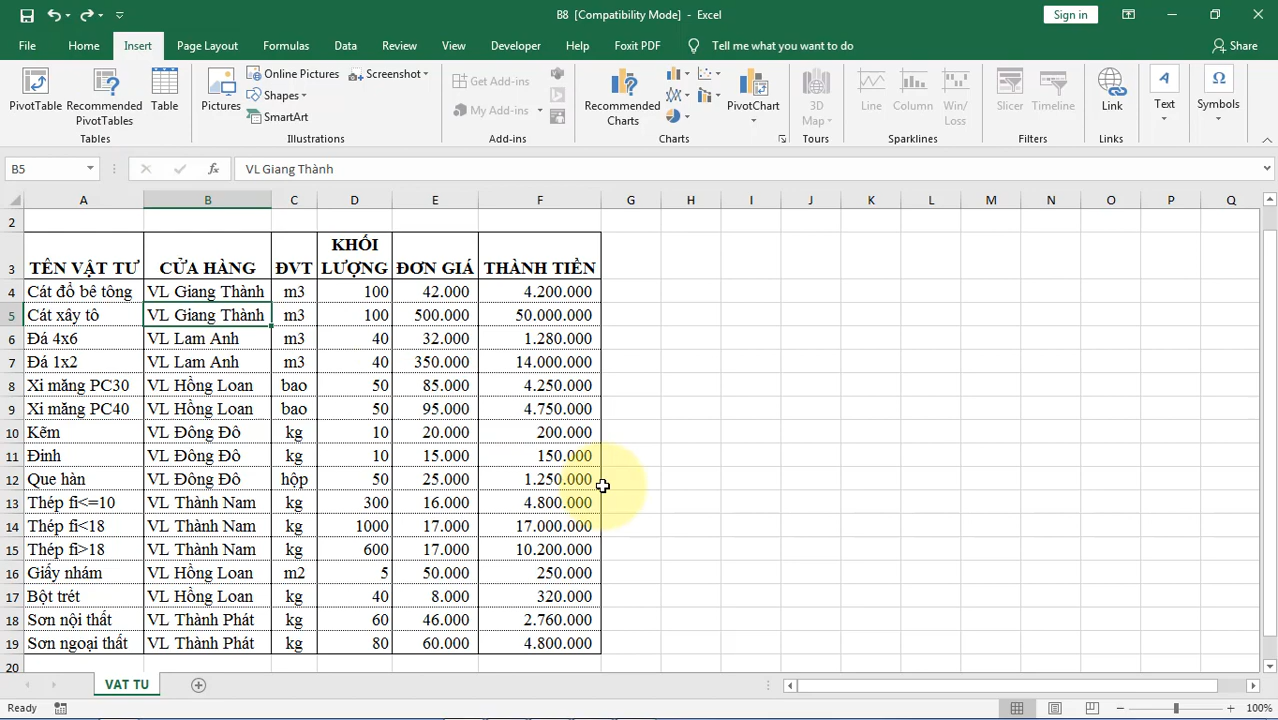 B8 [Compatibility Mode] - Excel
Sign in
File Home Insert Page Layout Formulas Data Review View Developer Help Foxit PDF Tell me what you want to do Share
PivotTable
Recommended PivotTables
Table
Tables
Pictures
Online Pictures
Shapes
SmartArt
Screenshot
Illustrations
Get Add-ins
My Add-ins
Add-ins
Recommended Charts
PivotChart
Charts
3D Map
Tours
Line
Column
Win/ Loss
Sparklines
Slicer
Timeline
Filters
Link
Links
Text
Symbols
B5 fx VL Giang Thành
A B C D E F G H I J K L M N O P Q
2
3 TÊN VẬT TƯ CỬA HÀNG ĐVT KHỐI LƯỢNG ĐƠN GIÁ THÀNH TIỀN
4 Cát đổ bê tông VL Giang Thành m3 100 42.000 4.200.000
5 Cát xây tô VL Giang Thành m3 100 500.000 50.000.000
6 Đá 4x6 VL Lam Anh m3 40 32.000 1.280.000
7 Đá 1x2 VL Lam Anh m3 40 350.000 14.000.000
8 Xi măng PC30 VL Hồng Loan bao 50 85.000 4.250.000
9 Xi măng PC40 VL Hồng Loan bao 50 95.000 4.750.000
10 Kẽm VL Đông Đô kg 10 20.000 200.000
11 Đinh VL Đông Đô kg 10 15.000 150.000
12 Que hàn VL Đông Đô hộp 50 25.000 1.250.000
13 Thép fi<=10 VL Thành Nam kg 300 16.000 4.800.000
14 Thép fi<18 VL Thành Nam kg 1000 17.000 17.000.000
15 Thép fi>18 VL Thành Nam kg 600 17.000 10.200.000
16 Giấy nhám VL Hồng Loan m2 5 50.000 250.000
17 Bột trét VL Hồng Loan kg 40 8.000 320.000
18 Sơn nội thất VL Thành Phát kg 60 46.000 2.760.000
19 Sơn ngoại thất VL Thành Phát kg 80 60.000 4.800.000
20
VAT TU
Ready
100%